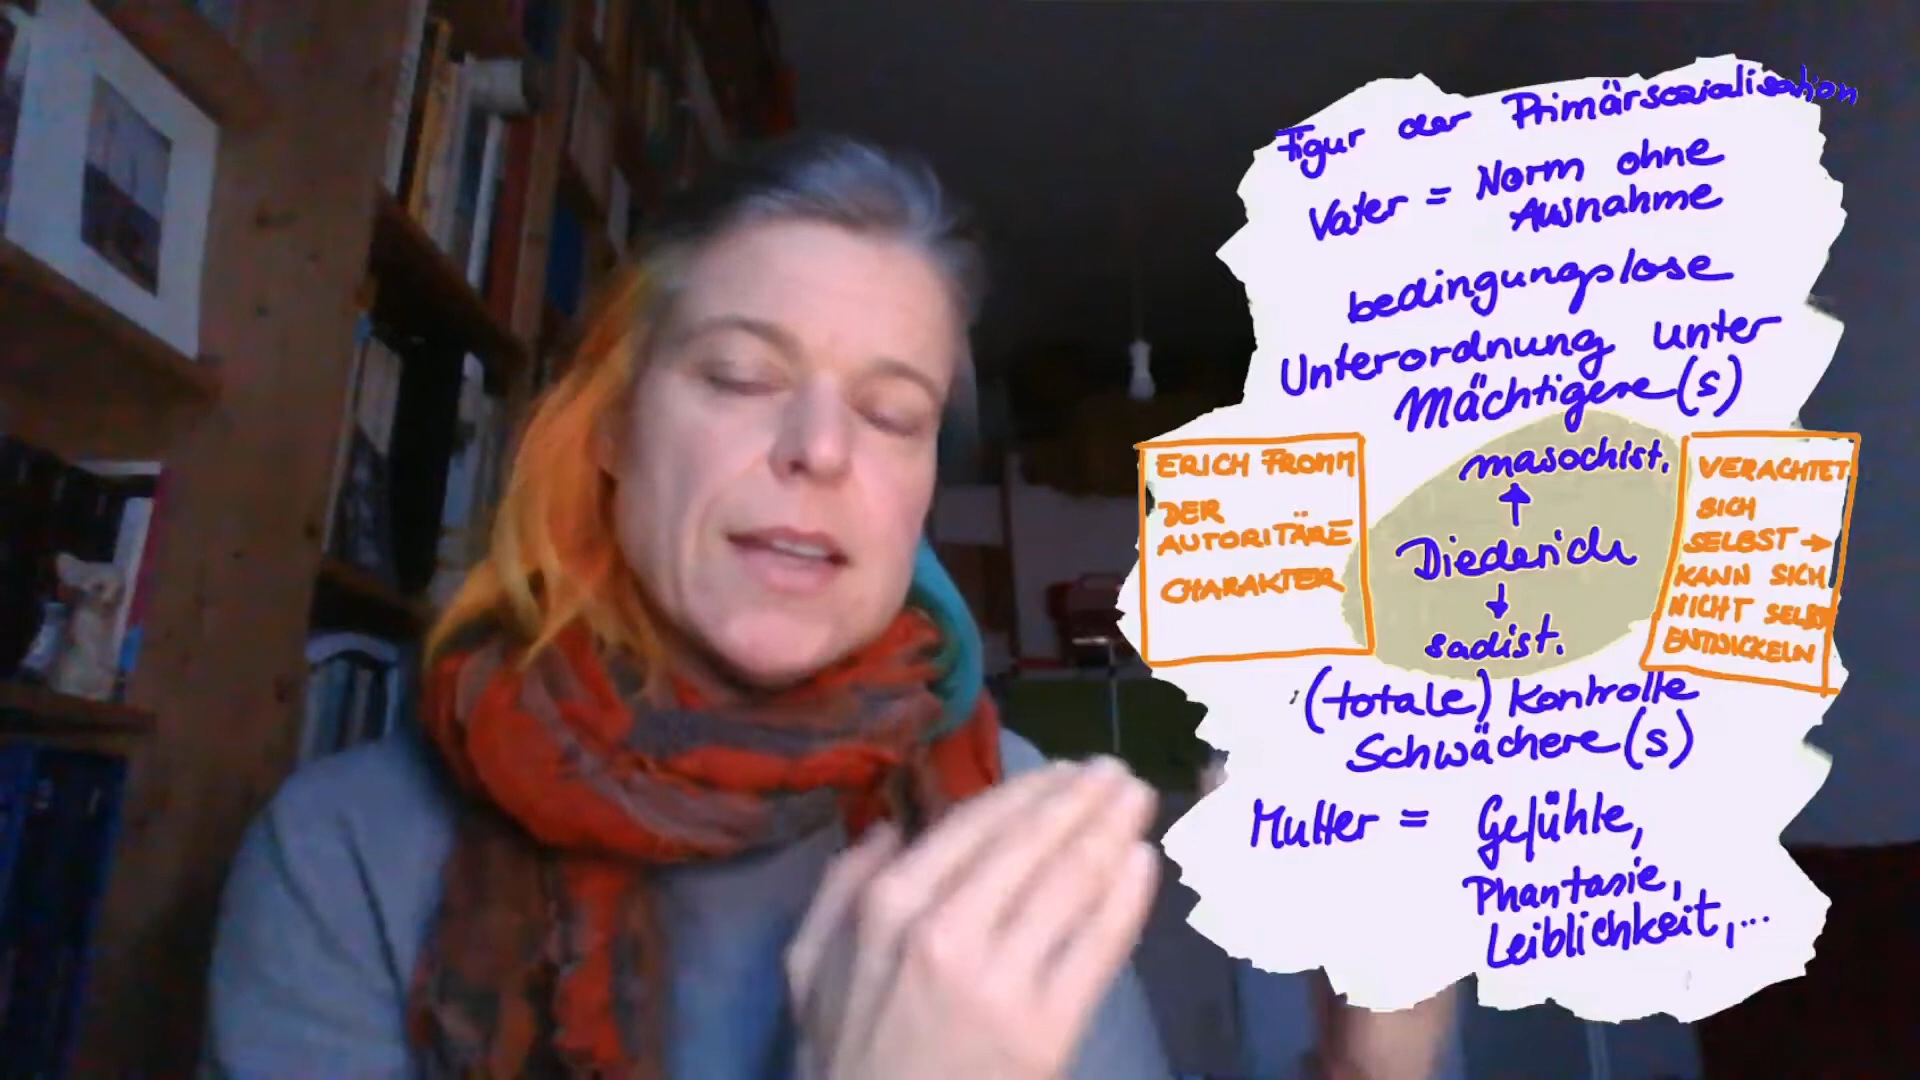 Figur der Primärsozialisation
Vater = Norm ohne
Ausnahme
bedingungslose
Unterordnung unter
Mächtigere(s)
masochist.
↑
Diederich
↓
sadist.
(totale) Kontrolle
Schwächere(s)
Mutter = Gefühle,
Phantasie,
Leiblichkeit,...
ERICH FROMM
DER
AUTORITÄRE
CHARAKTER
VERACHTET
SICH
SELBST →
KANN SICH
NICHT SELBST
ENTWICKELN